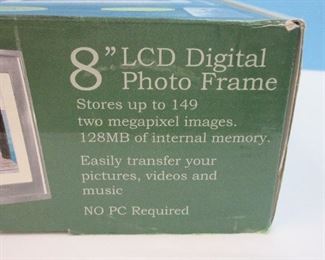 8” LCD Digital
Photo Frame
Stores up to 149
two megapixel images.
128MB of internal memory.
Easily transfer your
pictures, videos and
music
NO PC Required